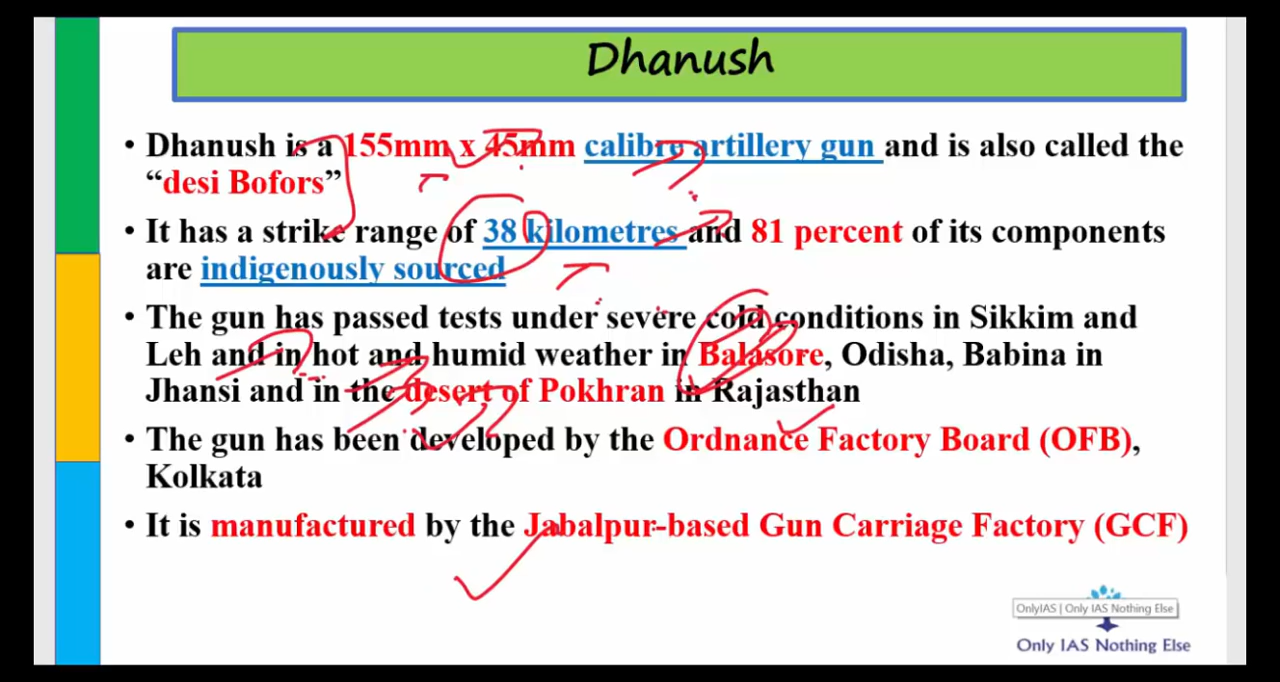 Dhanush
• Dhanush is a 155mm x 45mm calibre artillery gun and is also called the
“desi Bofors”
• It has a strike range of 38 kilometres and 81 percent of its components
are indigenously sourced
• The gun has passed tests under severe cold conditions in Sikkim and
Leh and in hot and humid weather in Balasore, Odisha, Babina in
Jhansi and in the desert of Pokhran in Rajasthan
• The gun has been developed by the Ordnance Factory Board (OFB),
Kolkata
• It is manufactured by the Jabalpur-based Gun Carriage Factory (GCF)
OnlyIAS | Only IAS Nothing Else
Only IAS Nothing Else